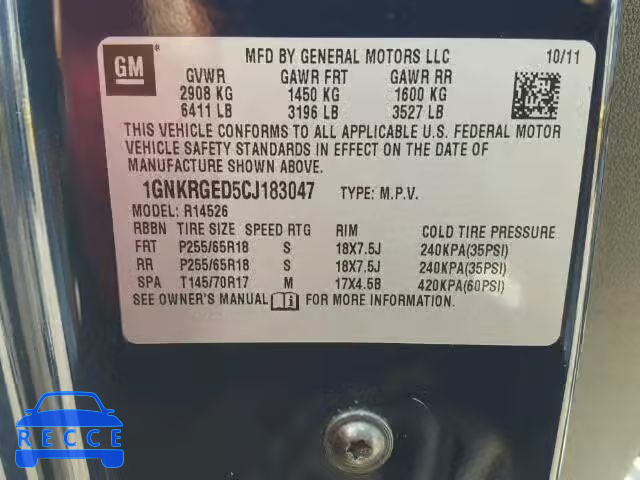 GM
MFD BY GENERAL MOTORS LLC 10/11
GVWR GAWR FRT GAWR RR
2908 KG 1450 KG 1600 KG
6411 LB 3196 LB 3527 LB
THIS VEHICLE CONFORMS TO ALL APPLICABLE U.S. FEDERAL MOTOR
VEHICLE SAFETY STANDARDS IN EFFECT ON THE DATE OF
MANUFACTURE SHOWN ABOVE.
1GNKRGED5CJ183047 TYPE: M.P.V.
MODEL: R14526
RBBN TIRE SIZE SPEED RTG RIM COLD TIRE PRESSURE
FRT P255/65R18 S 18X7.5J 240KPA(35PSI)
RR P255/65R18 S 18X7.5J 240KPA(35PSI)
SPA T145/70R17 M 17X4.5B 420KPA(60PSI)
SEE OWNER'S MANUAL FOR MORE INFORMATION.
RECCE